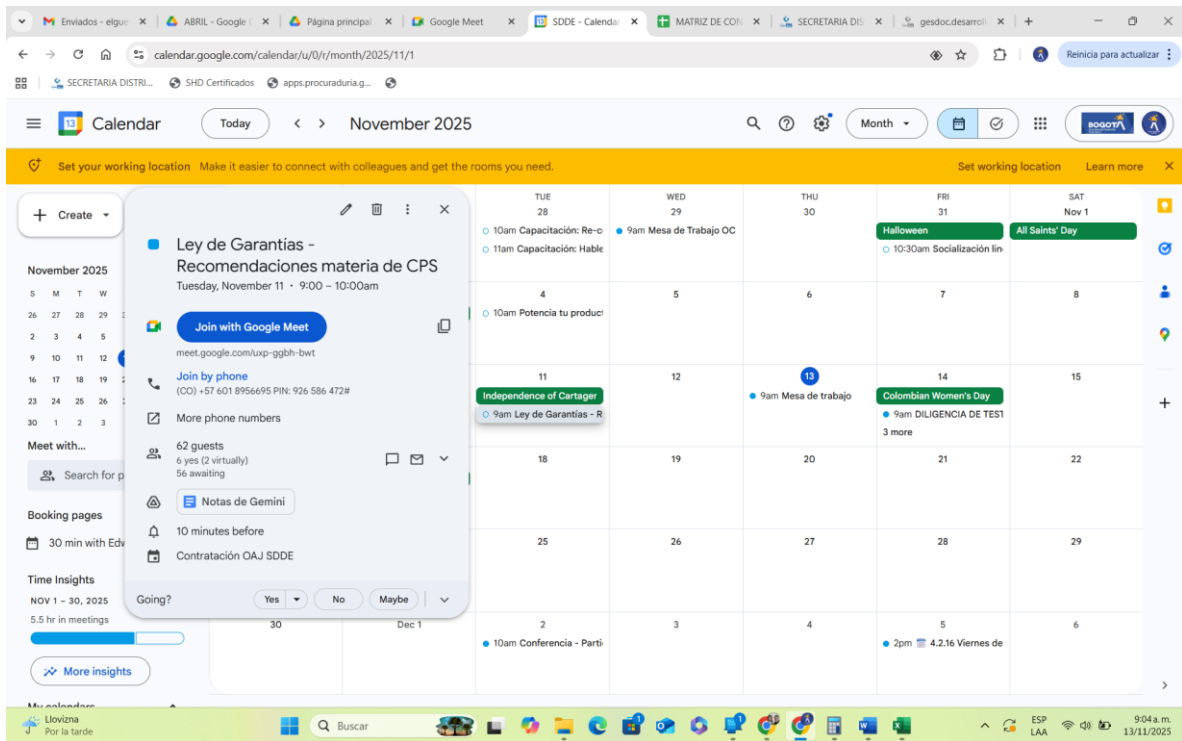 Enviados - elgue
ABRIL - Google
Página principal
Google Meet
SDDE - Calendar
MATRIZ DE CON
SECRETARIA DIS
gesdoc.desarroll
calendar.google.com/calendar/u/0/r/month/2025/11/1
Reinicia para actualizar
SECRETARIA DISTRI...
SHD Certificados
apps.procuraduria.g...
13
Calendar
Today
November 2025
Month
BOGOTÁ
Set your working location Make it easier to connect with colleagues and get the rooms you need.
Set working location
Learn more
Create
November 2025
S M T W
26 27 28 29
2 3 4 5
9 10 11 12
16 17 18 19
23 24 25 26
30 1 2 3
Meet with...
Search for p
Booking pages
30 min with Edw
Time Insights
NOV 1 – 30, 2025
5.5 hr in meetings
More insights
My calendars
Ley de Garantías -
Recomendaciones materia de CPS
Tuesday, November 11 • 9:00 – 10:00am
Join with Google Meet
meet.google.com/uxp-ggbh-bwt
Join by phone
(CO) +57 601 8956695 PIN: 926 586 472#
More phone numbers
62 guests
6 yes (2 virtually)
56 awaiting
Notas de Gemini
10 minutes before
Contratación OAJ SDDE
Going?
Yes
No
Maybe
TUE WED THU FRI SAT
28 29 30 31 Nov 1
10am Capacitación: Re-c
9am Mesa de Trabajo OC
Halloween
All Saints' Day
11am Capacitación: Hable
10:30am Socialización lin
4 5 6 7 8
10am Potencia tu product
11 12 13 14 15
Independence of Cartager
9am Mesa de trabajo
Colombian Women's Day
9am Ley de Garantías - R
9am DILIGENCIA DE TEST
3 more
18 19 20 21 22
25 26 27 28 29
30 Dec 1 2 3 4 5 6
10am Conferencia - Parti
2pm 4.2.16 Viernes de
Llovizna
Por la tarde
Buscar
ESP
LAA
9:04 a.m.
13/11/2025